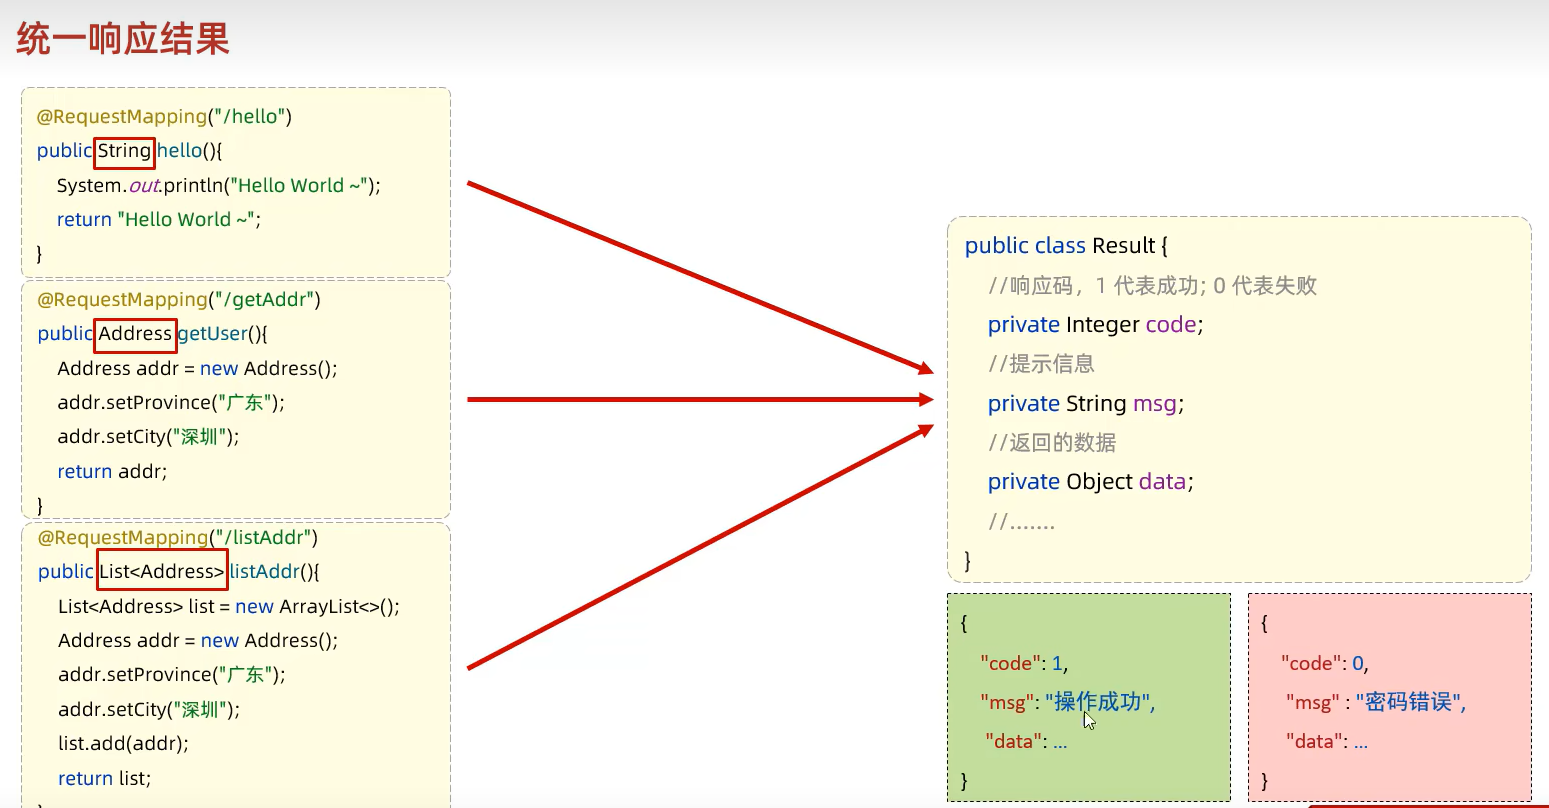 统一响应结果
@RequestMapping("/hello")
public String hello(){
System.out.println("Hello World ~");
return "Hello World ~";
}
@RequestMapping("/getAddr")
public Address getUser(){
Address addr = new Address();
addr.setProvince("广东");
addr.setCity("深圳");
return addr;
}
@RequestMapping("/listAddr")
public List<Address> listAddr(){
List<Address> list = new ArrayList<>();
Address addr = new Address();
addr.setProvince("广东");
addr.setCity("深圳");
list.add(addr);
return list;
public class Result {
//响应码，1 代表成功; 0 代表失败
private Integer code;
//提示信息
private String msg;
//返回的数据
private Object data;
//.......
}
{
"code": 1,
"msg": "操作成功",
"data": ...
}
{
"code": 0,
"msg" : "密码错误",
"data": ...
}